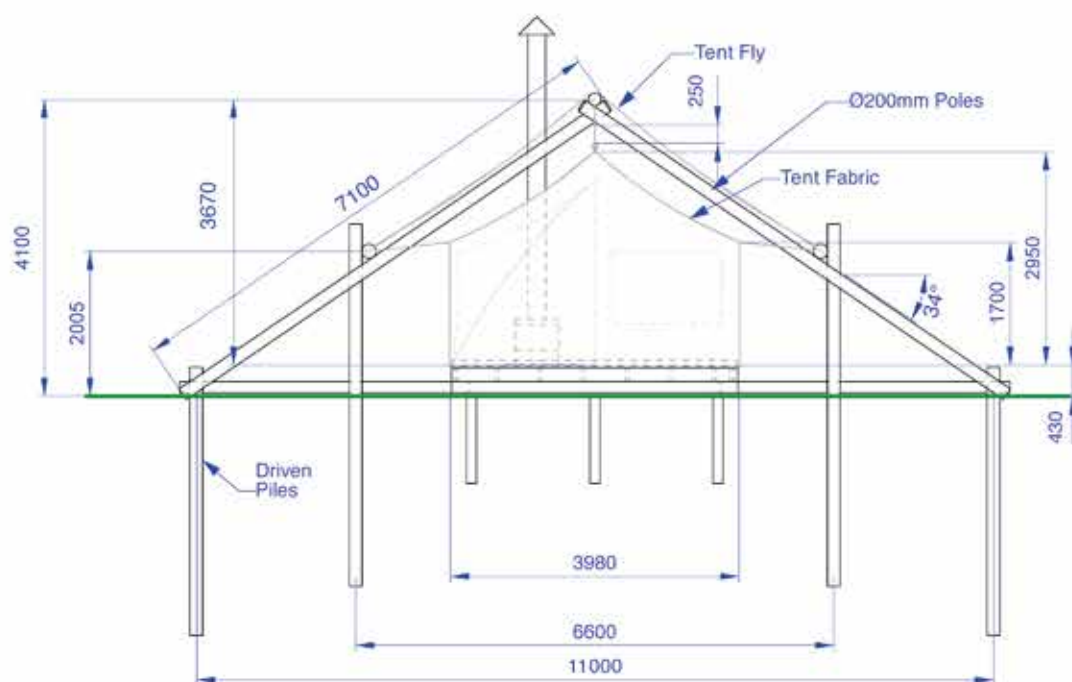 Tent Fly
250
Ø200mm Poles
7100
Tent Fabric
3670
4100
2005
2950
1700
34°
430
Driven
Piles
3980
6600
11000